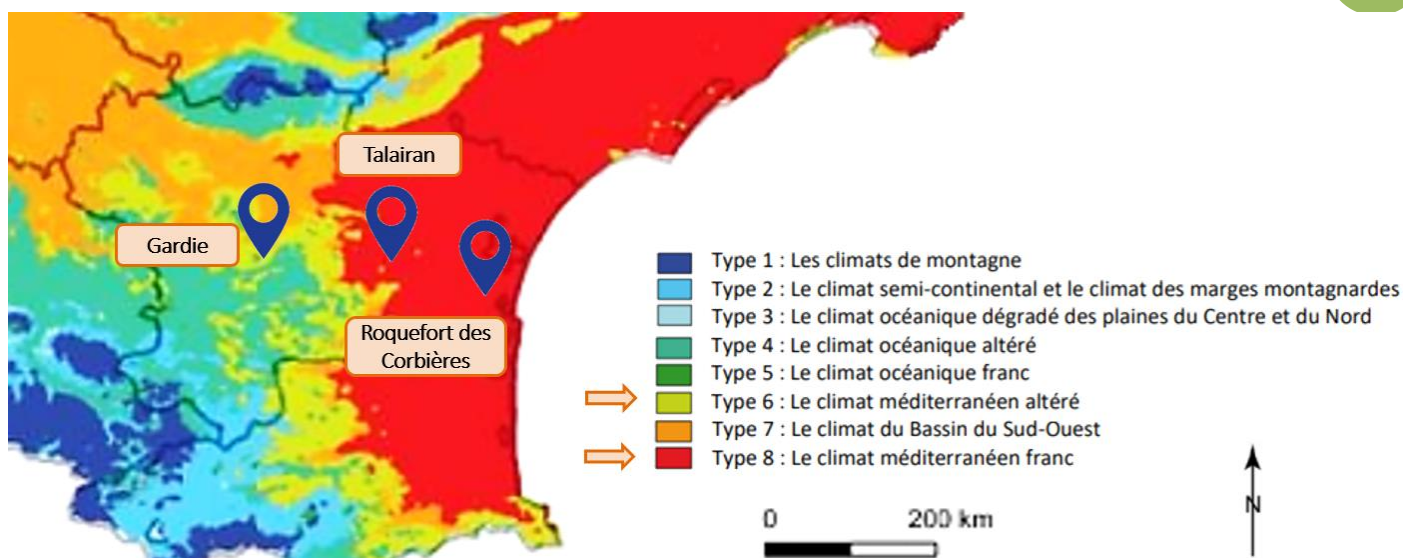 Talairan
Gardie
Roquefort des
Corbières
Type 1 : Les climats de montagne
Type 2 : Le climat semi-continental et le climat des marges montagnardes
Type 3 : Le climat océanique dégradé des plaines du Centre et du Nord
Type 4 : Le climat océanique altéré
Type 5 : Le climat océanique franc
Type 6 : Le climat méditerranéen altéré
Type 7 : Le climat du Bassin du Sud-Ouest
Type 8 : Le climat méditerranéen franc
0 200 km
N